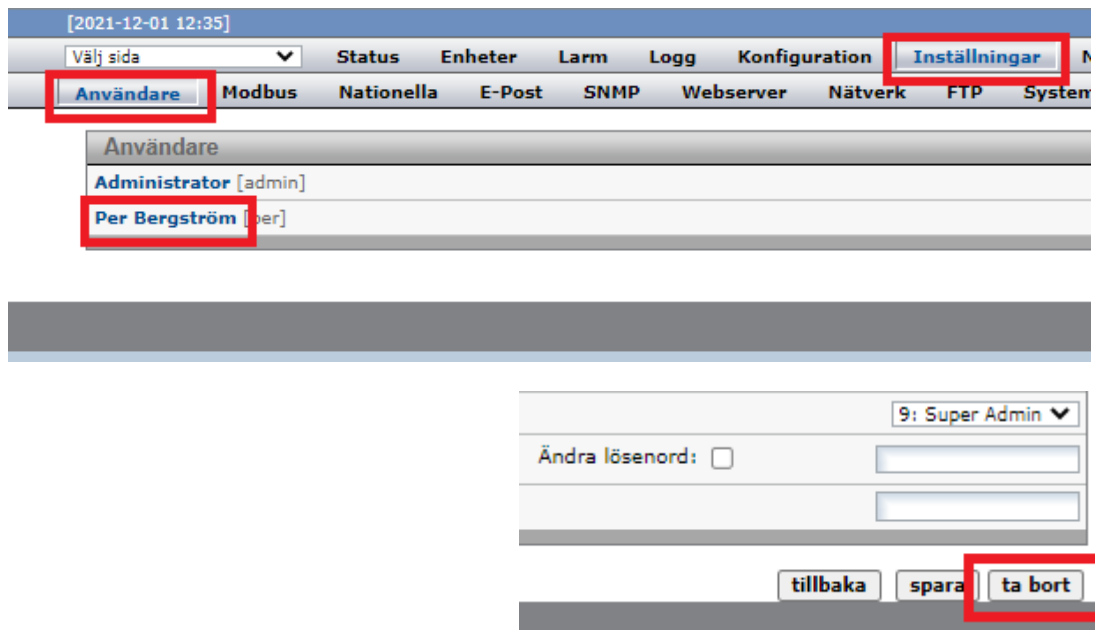 [2021-12-01 12:35]
Välj sida Status Enheter Larm Logg Konfiguration Inställningar
Användare Modbus Nationella E-Post SNMP Webserver Nätverk FTP System
Användare
Administrator [admin]
Per Bergström [per]
9: Super Admin
Ändra lösenord:
tillbaka spara ta bort